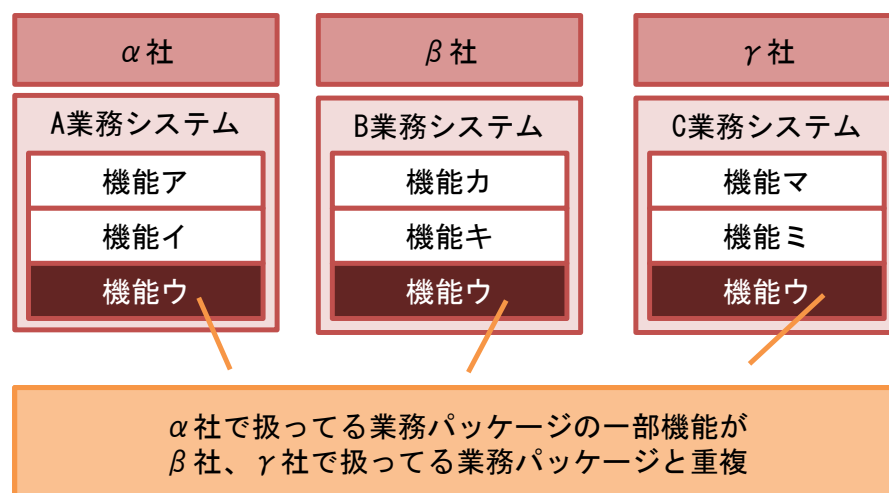 α社
β社
γ社
A業務システム
B業務システム
C業務システム
機能ア
機能カ
機能マ
機能イ
機能キ
機能ミ
機能ウ
機能ウ
機能ウ
α社で扱ってる業務パッケージの一部機能が
β社、γ社で扱ってる業務パッケージと重複